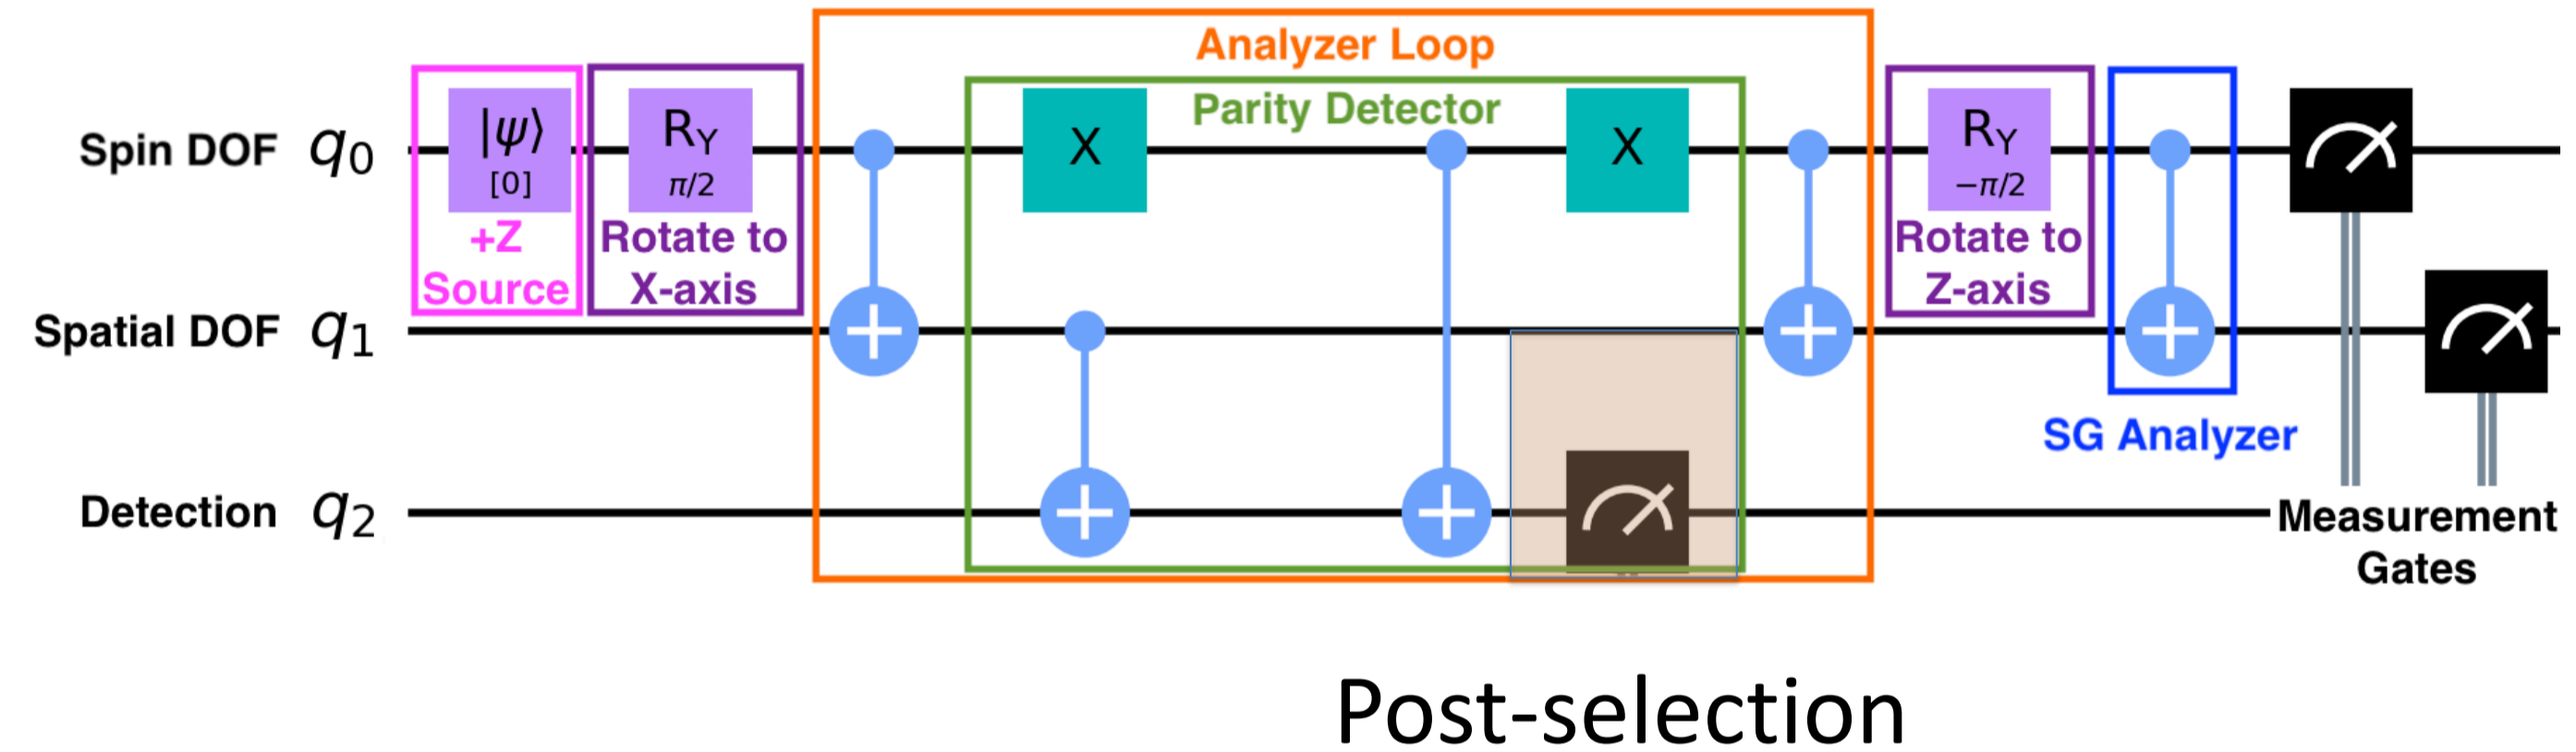 Analyzer Loop
Parity Detector
Spin DOF q0
|ψ⟩
[0]
+Z
Source
RY
π/2
Rotate to
X-axis
X
X
RY
−π/2
Rotate to
Z-axis
Spatial DOF q1
SG Analyzer
Detection q2
Measurement
Gates
Post-selection